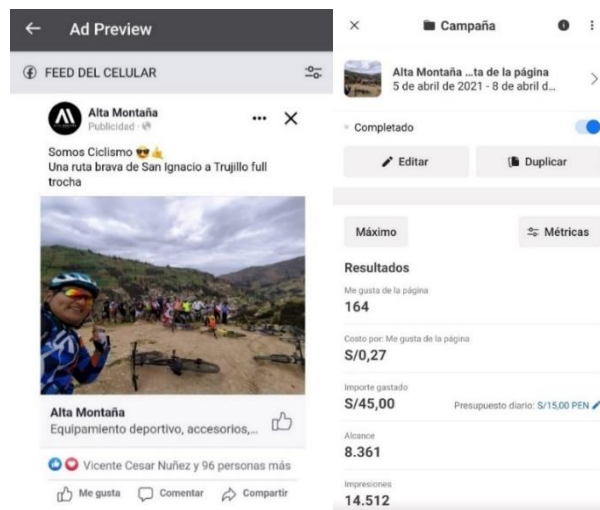 Ad Preview
FEED DEL CELULAR
Alta Montaña
Publicidad
Somos Ciclismo 😎🤙
Una ruta brava de San Ignacio a Trujillo full
trocha
Alta Montaña
Equipamiento deportivo, accesorios,...
Vicente Cesar Nuñez y 96 personas más
Me gusta Comentar Compartir
Campaña
Alta Montaña ...ta de la página
5 de abril de 2021 - 8 de abril d...
Completado
Editar Duplicar
Máximo Métricas
Resultados
Me gusta de la página
164
Costo por: Me gusta de la página
S/0,27
Importe gastado
S/45,00 Presupuesto diario: S/15,00 PEN
Alcance
8.361
Impresiones
14.512